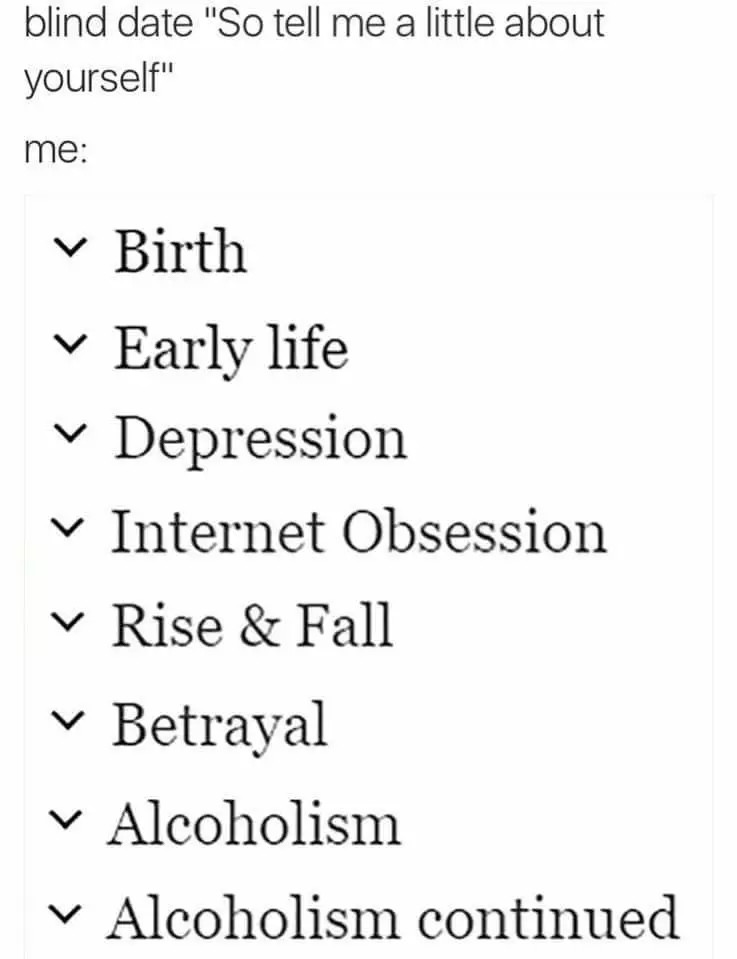 blind date "So tell me a little about
yourself"
me:
Birth
Early life
Depression
Internet Obsession
Rise & Fall
Betrayal
Alcoholism
Alcoholism continued